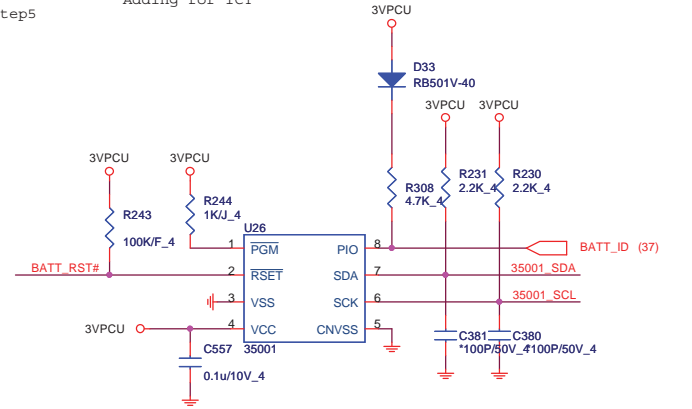 Adding for ICT
tep5
3VPCU
D33
RB501V-40
3VPCU 3VPCU
3VPCU 3VPCU
R243
100K/F_4
R244
1K/J_4
R308
4.7K_4
R231
2.2K_4
R230
2.2K_4
U26
1 PGM PIO 8
BATT_ID (37)
BATT_RST# 2 RSET SDA 7 35001_SDA
3 VSS SCK 6 35001_SCL
3VPCU 4 VCC CNVSS 5
35001
C557
0.1u/10V_4
C381
*100P/50V_4
C380
*100P/50V_4